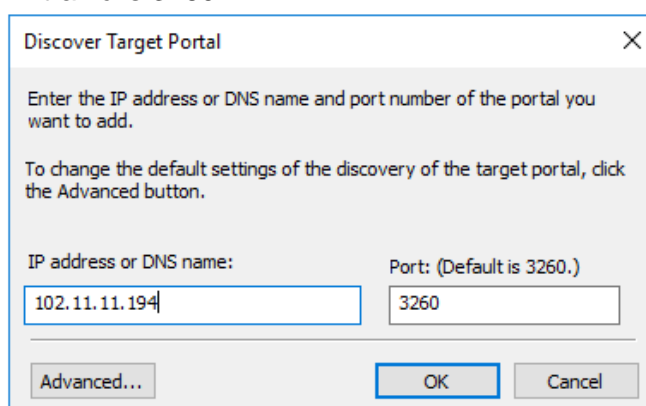 Discover Target Portal
Enter the IP address or DNS name and port number of the portal you
want to add.
To change the default settings of the discovery of the target portal, click
the Advanced button.
IP address or DNS name:
Port: (Default is 3260.)
102.11.11.194
3260
Advanced...
OK
Cancel